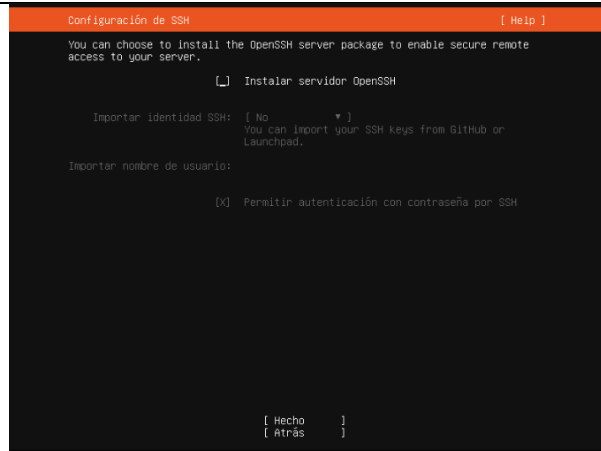 Configuración de SSH [ Help ]
You can choose to install the OpenSSH server package to enable secure remote
access to your server.
[_] Instalar servidor OpenSSH
Importar identidad SSH: [ No ▾ ]
You can import your SSH keys from GitHub or
Launchpad.
Importar nombre de usuario:
[X] Permitir autenticación con contraseña por SSH
[ Hecho ]
[ Atrás ]